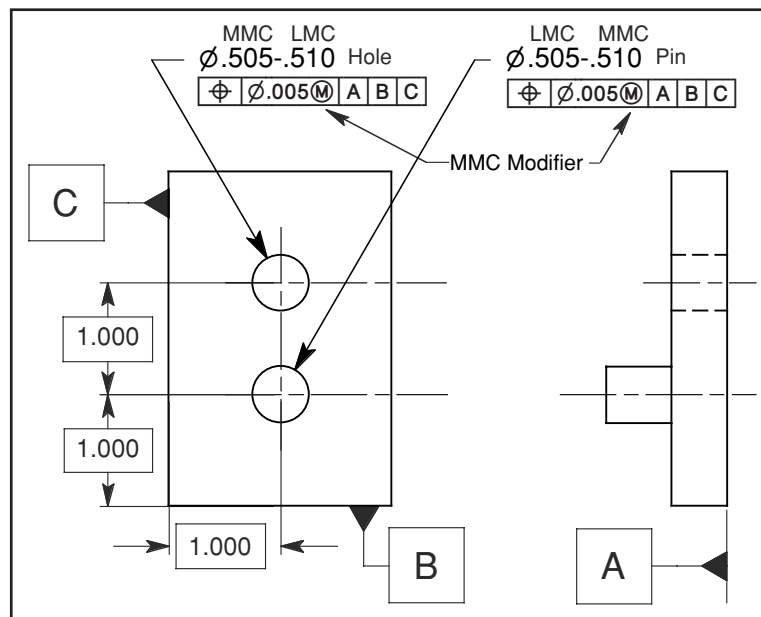 MMC LMC
Ø.505-.510 Hole
⌖ Ø.005Ⓜ A B C
LMC MMC
Ø.505-.510 Pin
⌖ Ø.005Ⓜ A B C
MMC Modifier
C
1.000
1.000
1.000
B
A